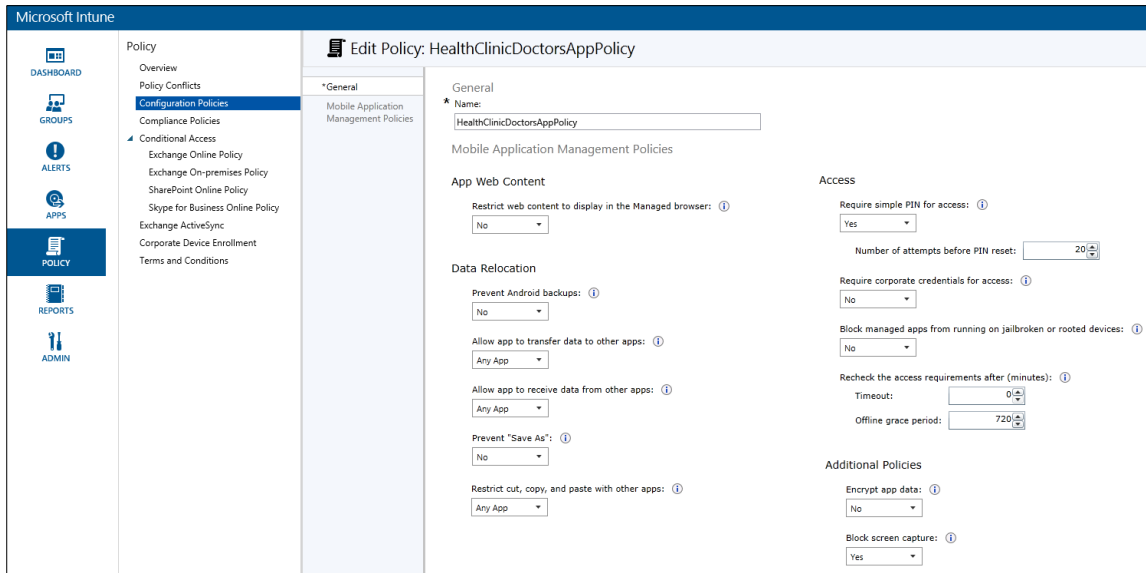 Microsoft Intune
DASHBOARD
GROUPS
ALERTS
APPS
POLICY
REPORTS
ADMIN
Policy
Overview
Policy Conflicts
Configuration Policies
Compliance Policies
Conditional Access
Exchange Online Policy
Exchange On-premises Policy
SharePoint Online Policy
Skype for Business Online Policy
Exchange ActiveSync
Corporate Device Enrollment
Terms and Conditions
Edit Policy: HealthClinicDoctorsAppPolicy
*General
Mobile Application
Management Policies
General
* Name:
HealthClinicDoctorsAppPolicy
Mobile Application Management Policies
App Web Content
Restrict web content to display in the Managed browser:
No
Data Relocation
Prevent Android backups:
No
Allow app to transfer data to other apps:
Any App
Allow app to receive data from other apps:
Any App
Prevent "Save As":
No
Restrict cut, copy, and paste with other apps:
Any App
Access
Require simple PIN for access:
Yes
Number of attempts before PIN reset: 20
Require corporate credentials for access:
No
Block managed apps from running on jailbroken or rooted devices:
No
Recheck the access requirements after (minutes):
Timeout: 0
Offline grace period: 720
Additional Policies
Encrypt app data:
No
Block screen capture:
Yes